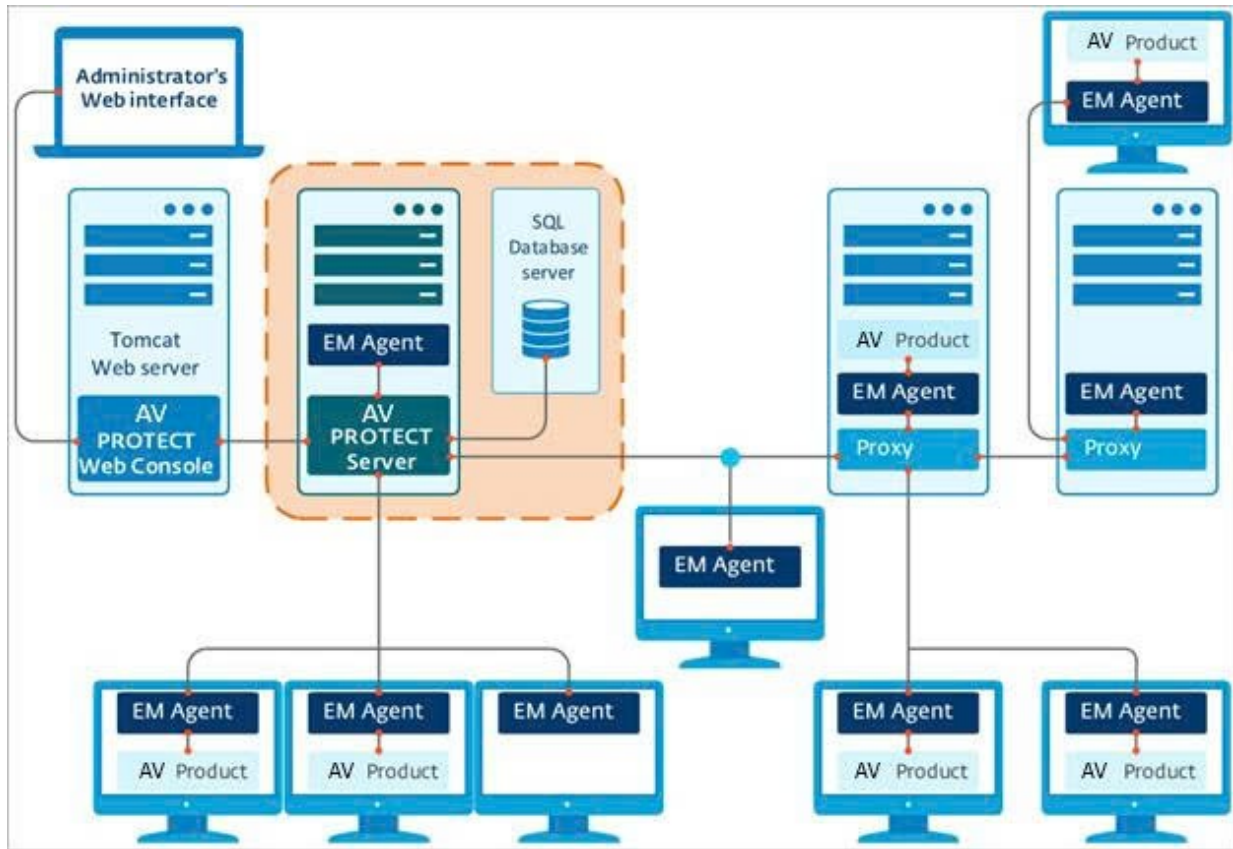 Administrator's
Web interface
AV Product
EM Agent
Tomcat
Web server
AV
PROTECT
Web Console
EM Agent
AV
PROTECT
Server
SQL
Database
server
AV Product
EM Agent
Proxy
EM Agent
Proxy
EM Agent
EM Agent
AV Product
EM Agent
AV Product
EM Agent
EM Agent
AV Product
EM Agent
AV Product